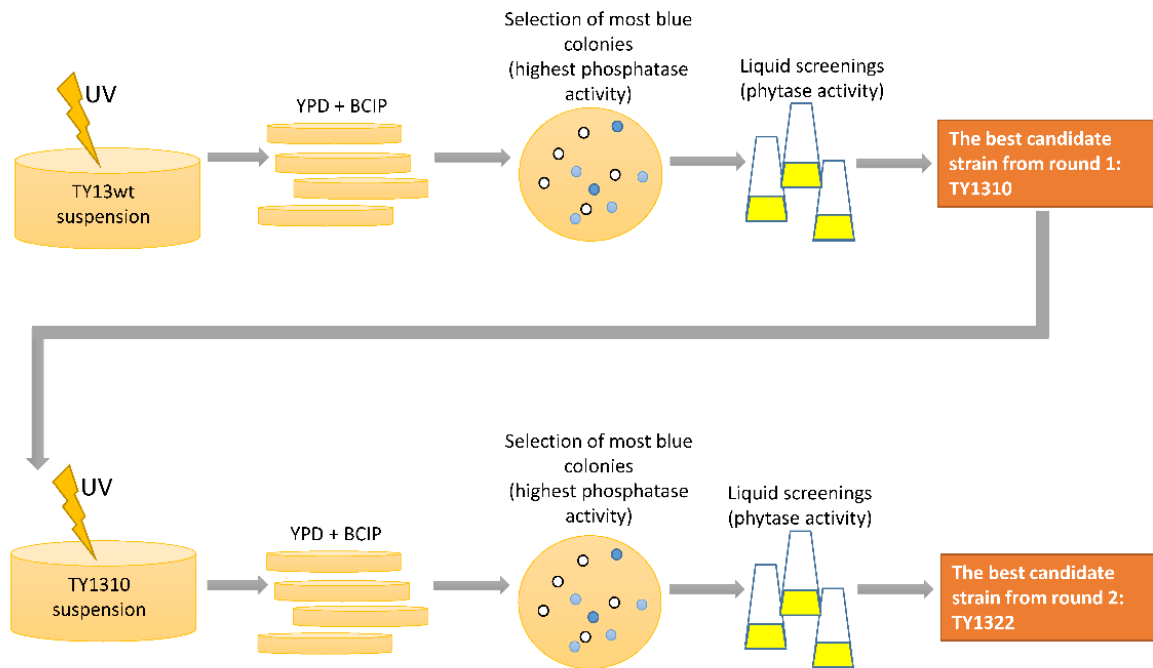 UV
TY13wt
suspension
YPD + BCIP
Selection of most blue
colonies
(highest phosphatase
activity)
Liquid screenings
(phytase activity)
The best candidate
strain from round 1:
TY1310
UV
TY1310
suspension
YPD + BCIP
Selection of most blue
colonies
(highest phosphatase
activity)
Liquid screenings
(phytase activity)
The best candidate
strain from round 2:
TY1322